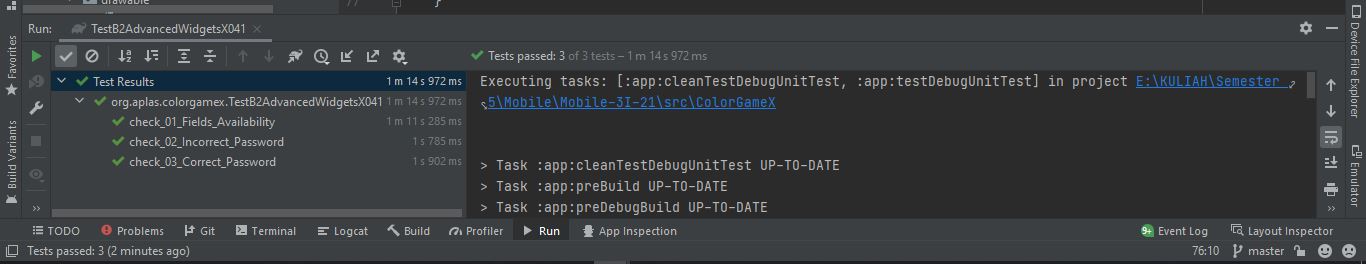 drawable
77
Run: TestB2AdvancedWidgetsX041
Tests passed: 3 of 3 tests – 1 m 14 s 972 ms
Test Results 1 m 14 s 972 ms
org.aplas.colorgamex.TestB2AdvancedWidgetsX041 1 m 14 s 972 ms
check_01_Fields_Availability 1 m 11 s 285 ms
check_02_Incorrect_Password 1 s 785 ms
check_03_Correct_Password 1 s 902 ms
Executing tasks: [:app:cleanTestDebugUnitTest, :app:testDebugUnitTest] in project E:\KULIAH\Semester
5\Mobile\Mobile-3I-21\src\ColorGameX
> Task :app:cleanTestDebugUnitTest UP-TO-DATE
> Task :app:preBuild UP-TO-DATE
> Task :app:preDebugBuild UP-TO-DATE
Favorites
Build Variants
Device File Explorer
Emulator
TODO Problems Git Terminal Logcat Build Profiler Run App Inspection 9+ Event Log Layout Inspector
Tests passed: 3 (2 minutes ago) 76:10 master